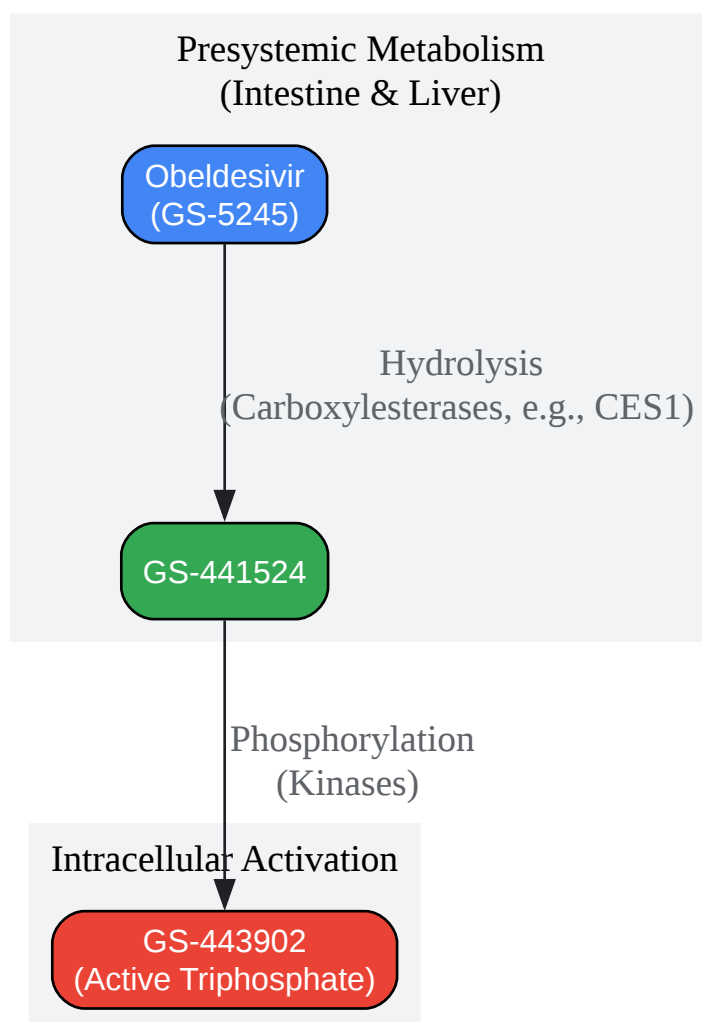 Presystemic Metabolism
(Intestine & Liver)
Obeldesivir
(GS-5245)
Hydrolysis
(Carboxylesterases, e.g., CES1)
GS-441524
Phosphorylation
(Kinases)
Intracellular Activation
GS-443902
(Active Triphosphate)